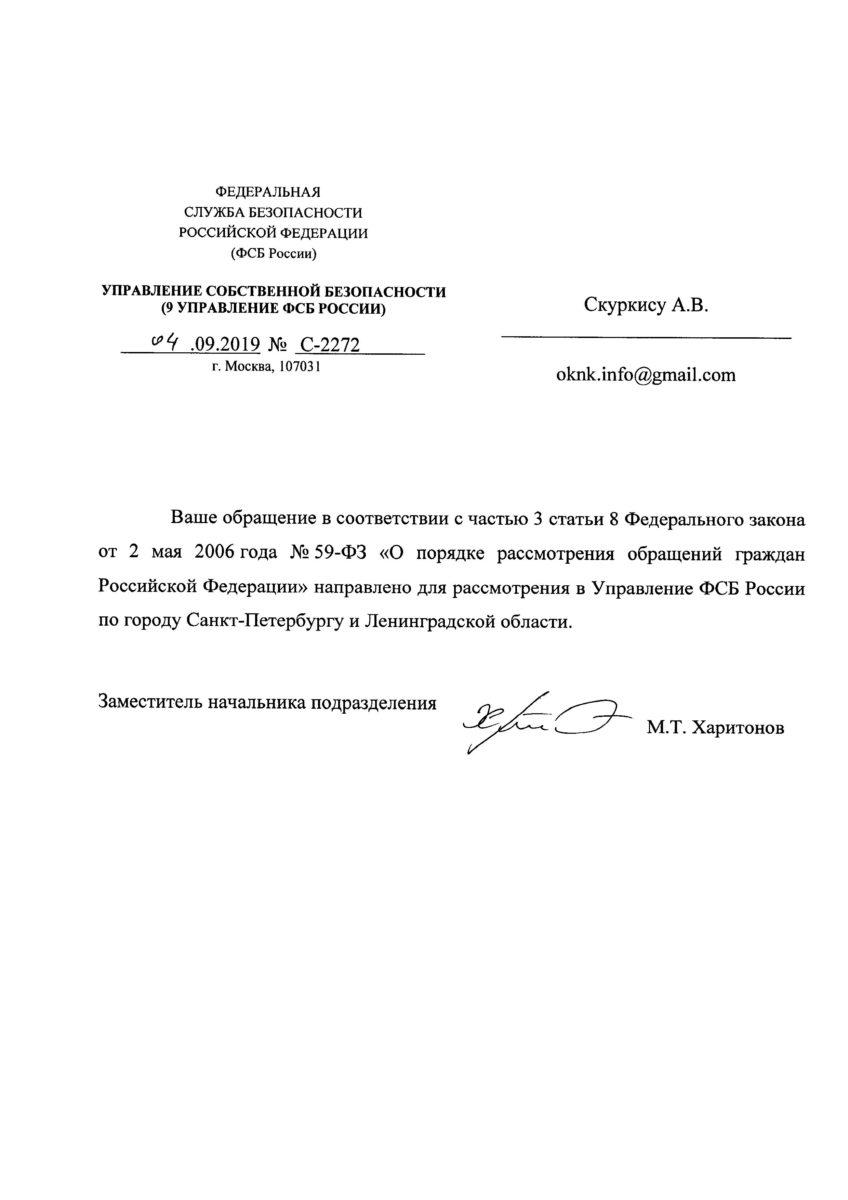 ФЕДЕРАЛЬНАЯ
СЛУЖБА БЕЗОПАСНОСТИ
РОССИЙСКОЙ ФЕДЕРАЦИИ
(ФСБ России)
УПРАВЛЕНИЕ СОБСТВЕННОЙ БЕЗОПАСНОСТИ
(9 УПРАВЛЕНИЕ ФСБ РОССИИ)
04 .09.2019 № С-2272
г. Москва, 107031
Скуркису А.В.
oknk.info@gmail.com
Ваше обращение в соответствии с частью 3 статьи 8 Федерального закона
от 2 мая 2006 года № 59-ФЗ «О порядке рассмотрения обращений граждан
Российской Федерации» направлено для рассмотрения в Управление ФСБ России
по городу Санкт-Петербургу и Ленинградской области.
Заместитель начальника подразделения
М.Т. Харитонов